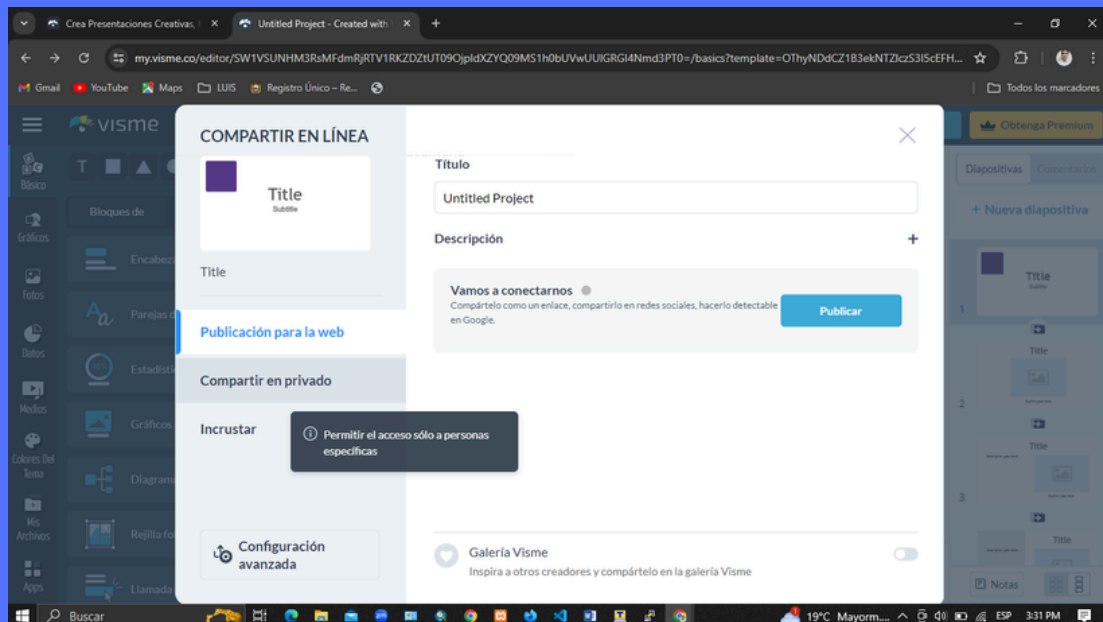 Crea Presentaciones Creativas,
Untitled Project - Created with
my.visme.co/editor/
/basics?template=
Gmail
YouTube
Maps
LUIS
Registro Único – Re...
Todos los marcadores
visme
Obtenga Premium
Básico
Gráficos
Fotos
Datos
Medios
Colores Del
Tema
Mis
Archivos
Apps
T
Bloques de
Encabez
Aa
Parejas d
Estadísti
Gráficos
Diagram
Rejilla fo
Llamada
COMPARTIR EN LÍNEA
Title
Subtitle
Title
Publicación para la web
Compartir en privado
Incrustar
Permitir el acceso sólo a personas
específicas
Configuración
avanzada
Título
Untitled Project
Descripción
+
Vamos a conectarnos
Compártelo como un enlace, compartirlo en redes sociales, hacerlo detectable
en Google.
Publicar
Galería Visme
Inspira a otros creadores y compártelo en la galería Visme
Diapositivas
Comentarios
+ Nueva diapositiva
Title
1
Title
2
Title
3
Title
Notas
Buscar
19°C Mayorm....
ESP
3:31 PM